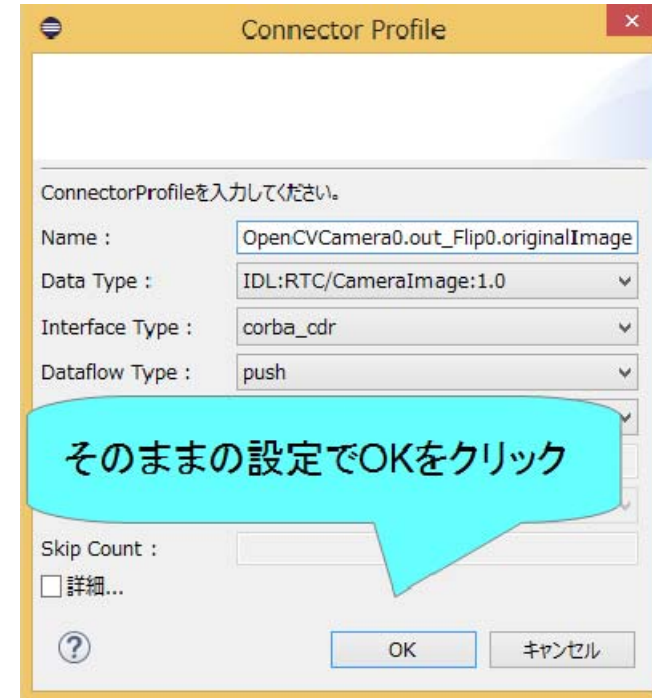 Connector Profile
ConnectorProfileを入力してください。
Name : OpenCVCamera0.out_Flip0.originalImage
Data Type : IDL:RTC/CameraImage:1.0
Interface Type : corba_cdr
Dataflow Type : push
そのままの設定でOKをクリック
Skip Count :
詳細...
OK キャンセル